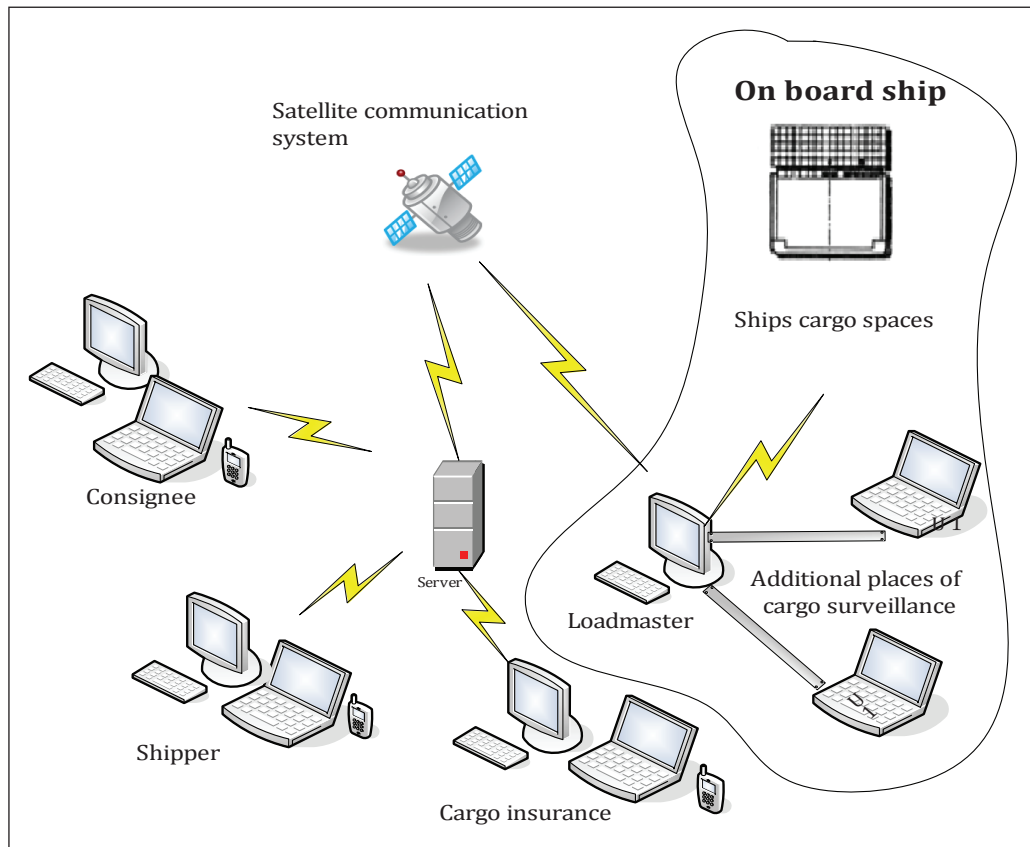 On board ship
Satellite communication
system
Ships cargo spaces
Consignee
Server
Additional places of
cargo surveillance
Loadmaster
Shipper
Cargo insurance